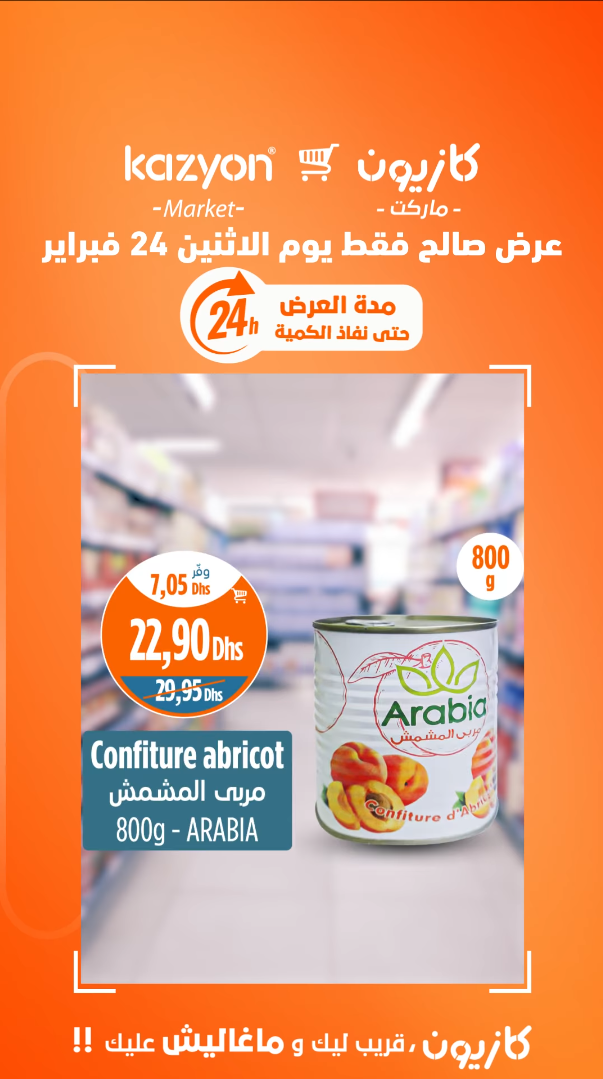 kazyon® كازيون
-Market- - ماركت -
عرض صالح فقط يوم الاثنين 24 فبراير
24h مدة العرض
حتى نفاذ الكمية
800
g
وفّر
7,05 Dhs
22,90 Dhs
29,95 Dhs
Arabia
مربى المشمش
Confiture d'Abric
Confiture abricot
مربى المشمش
800g - ARABIA
كازيون، قريب ليك و ماغاليش عليك !!